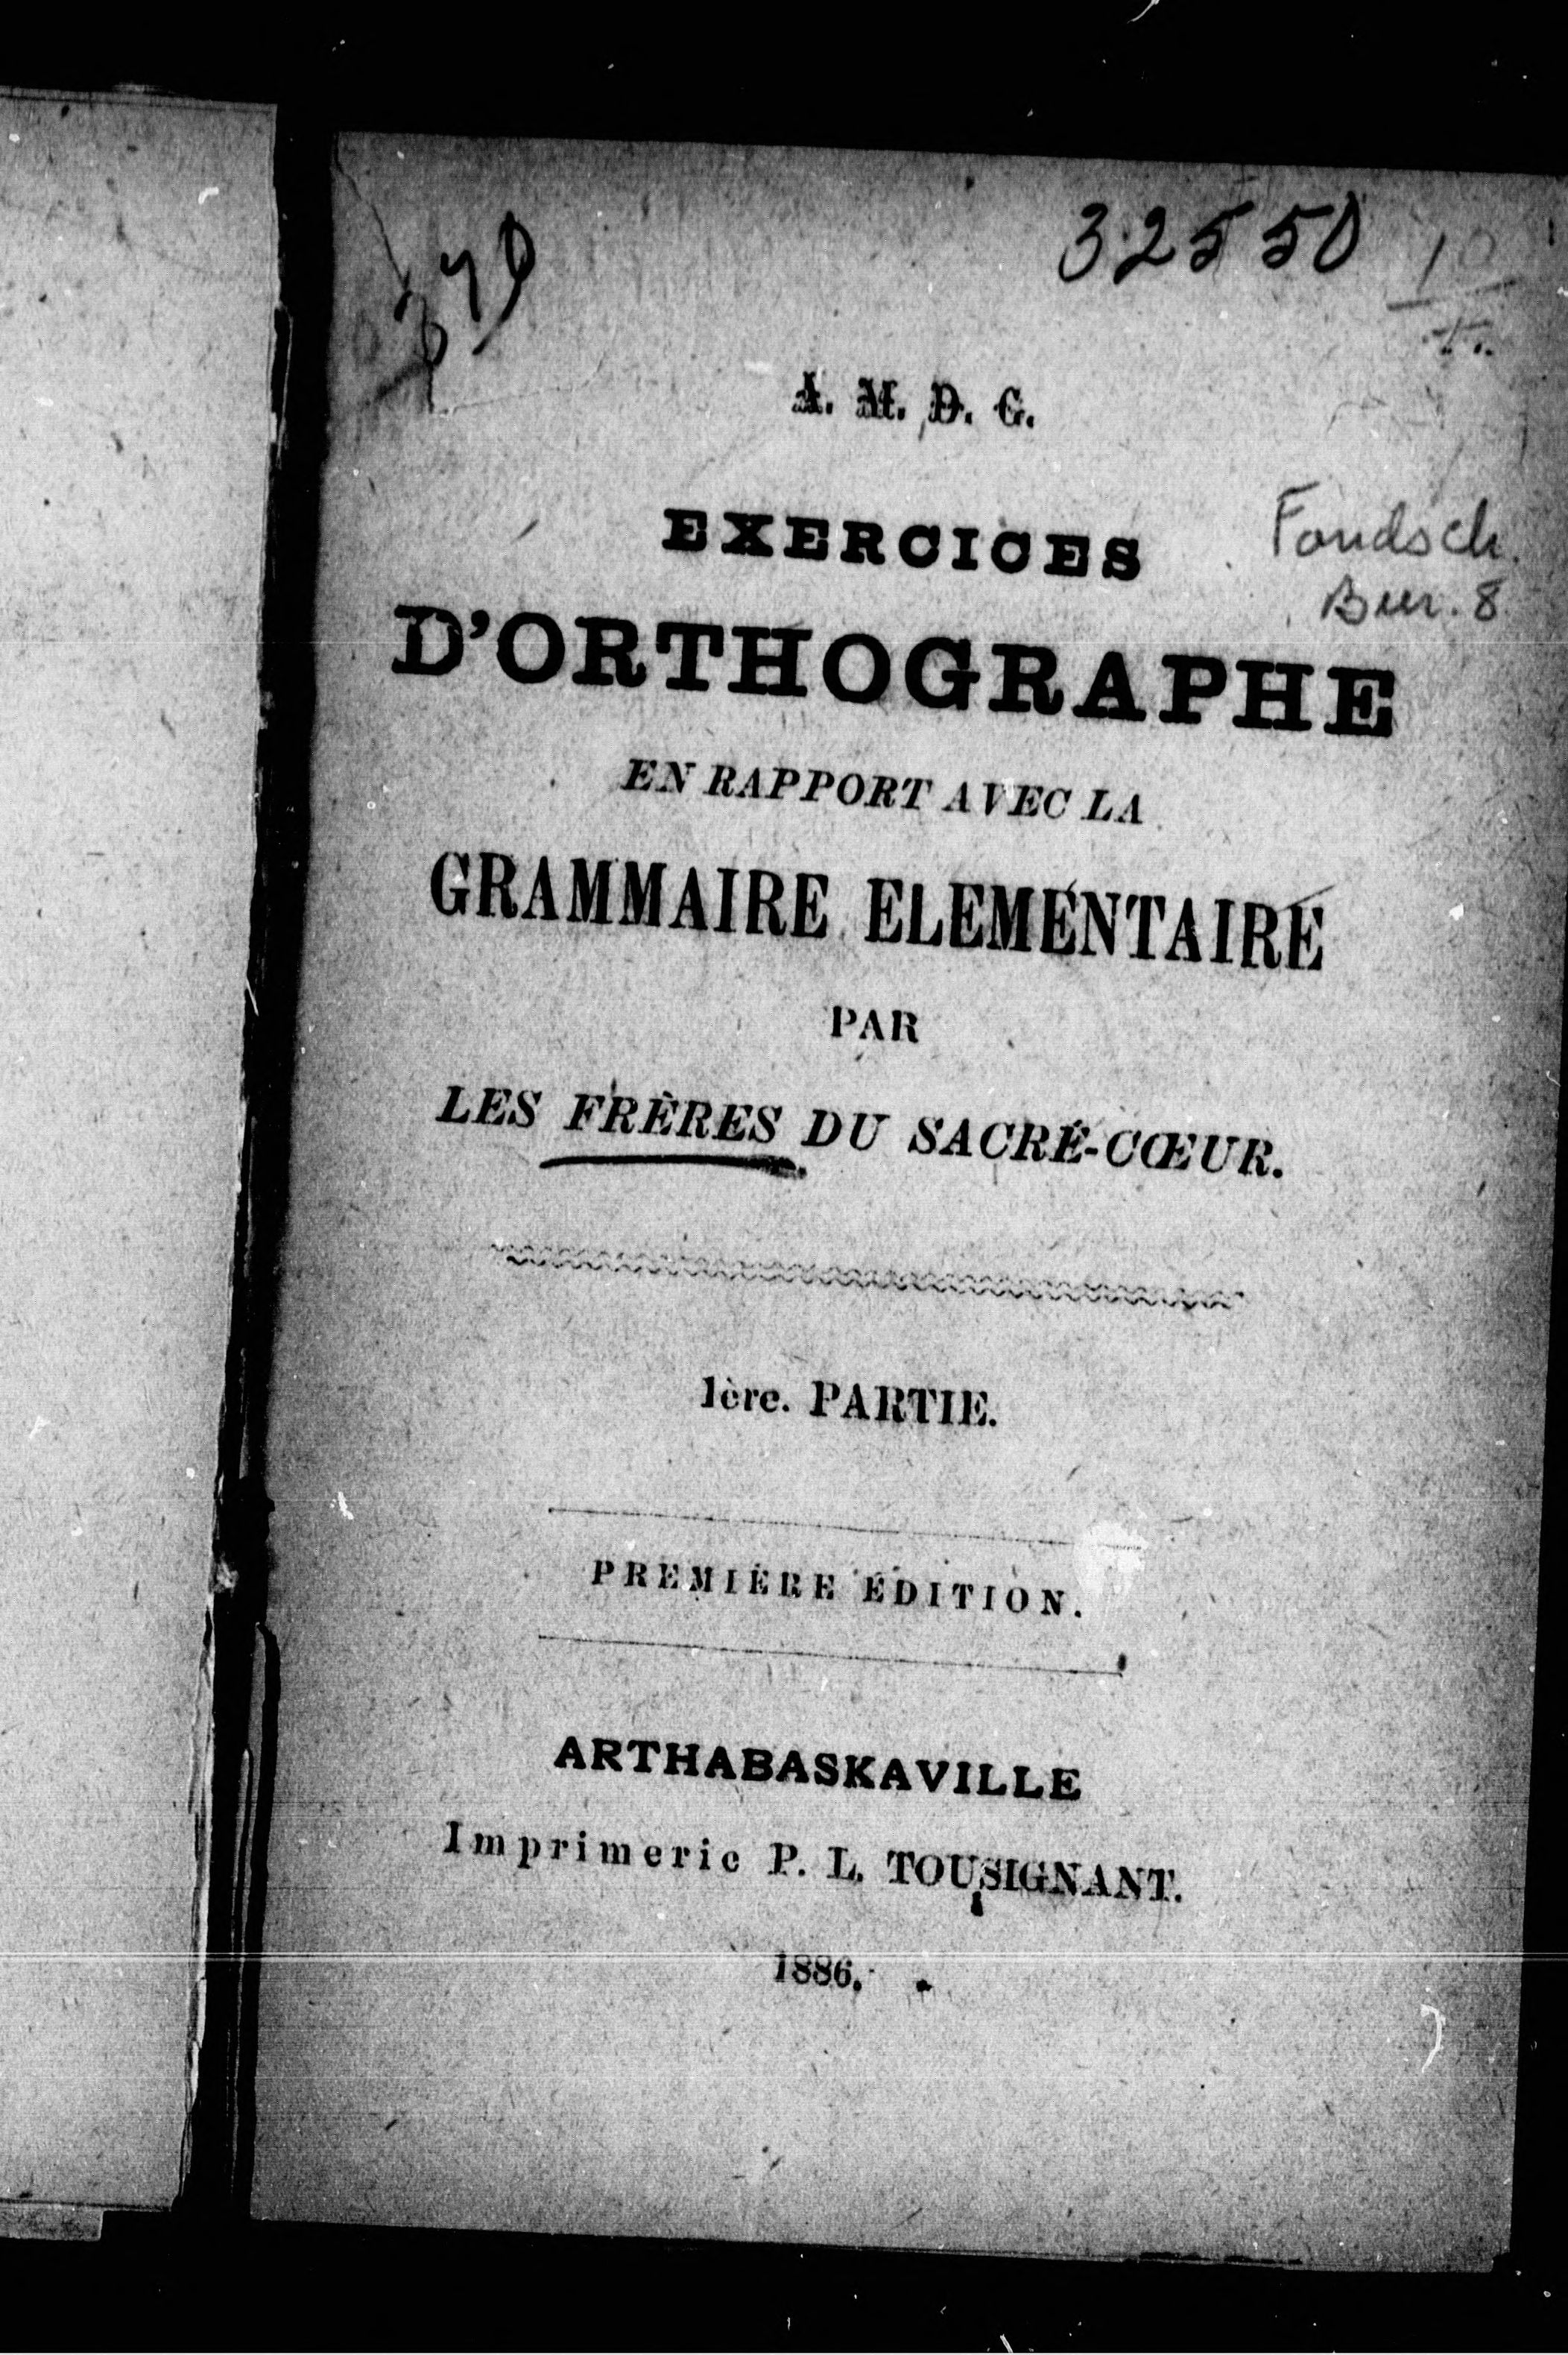 32550
A. M. D. G.
EXERCICES
D'ORTHOGRAPHE
EN RAPPORT AVEC LA
GRAMMAIRE ELEMENTAIRE
PAR
LES FRÈRES DU SACRÉ-CŒUR.
1ère. PARTIE.
PREMIÈRE ÉDITION.
ARTHABASKAVILLE
Imprimerie P. L. TOUSIGNANT.
1886.